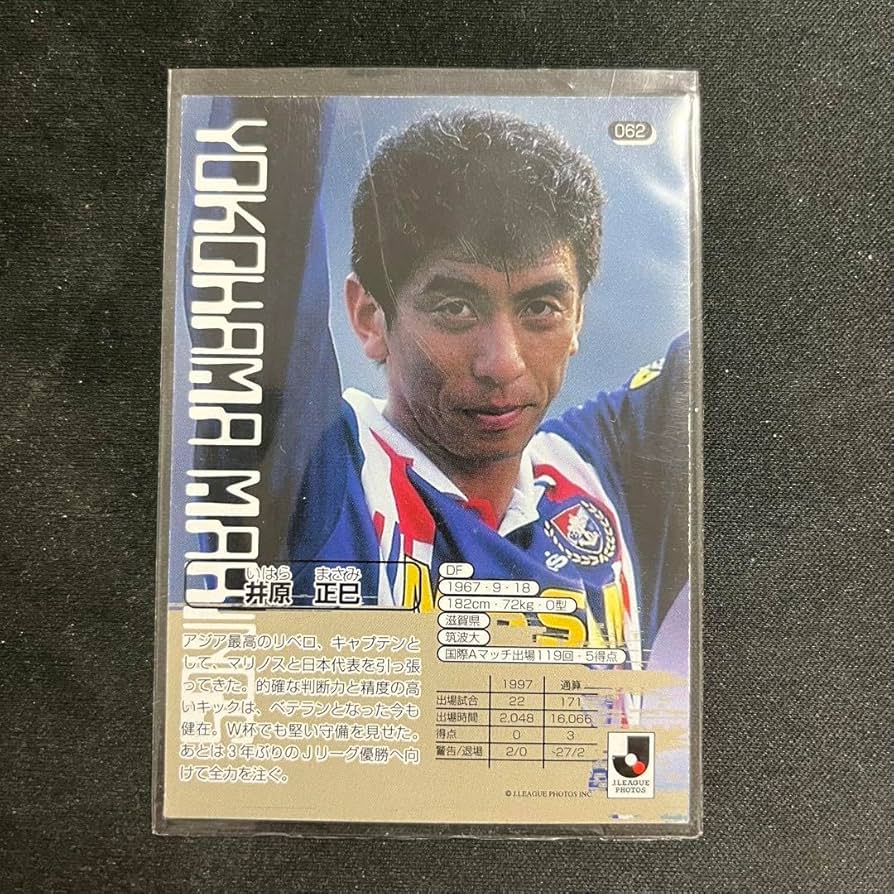 062
YOKOHAMA MARINOS
いはら まさみ
井原 正巳
DF
1967・9・18
182cm・72kg・O型
滋賀県
筑波大
国際Aマッチ出場119回・5得点
アジア最高のリベロ、キャプテンと
して、マリノスと日本代表を引っ張
ってきた。的確な判断力と精度の高
いキックは、ベテランとなった今も
健在。W杯でも堅い守備を見せた。
あとは3年ぶりのJリーグ優勝へ向
けて全力を注ぐ。
1997 通算
出場試合 22 171
出場時間 2,048 16,066
得点 0 3
警告/退場 2/0 -27/2
J.LEAGUE
PHOTOS
© J.LEAGUE PHOTOS INC.